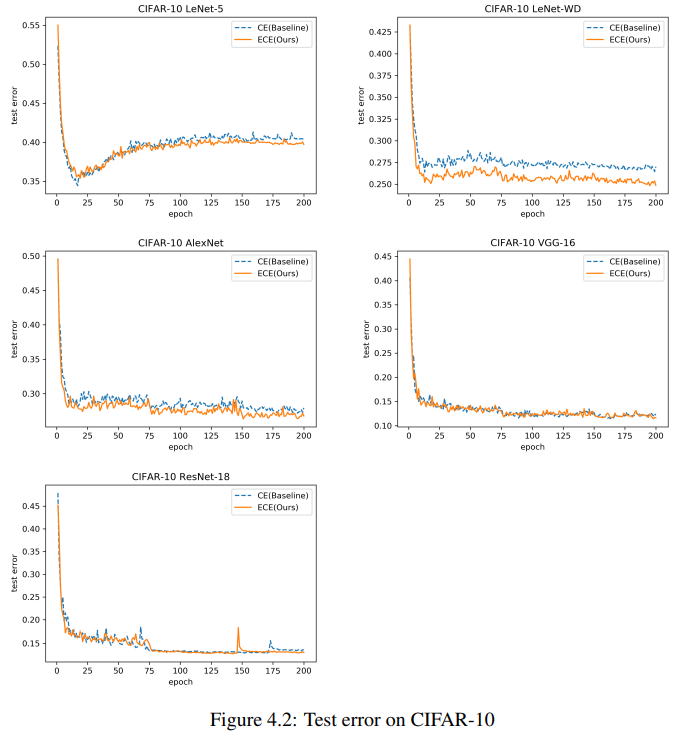 CIFAR-10 LeNet-5
CE(Baseline)
ECE(Ours)
0.55
0.50
0.45
0.40
0.35
test error
0 25 50 75 100 125 150 175 200
epoch
CIFAR-10 LeNet-WD
CE(Baseline)
ECE(Ours)
0.425
0.400
0.375
0.350
0.325
0.300
0.275
0.250
test error
0 25 50 75 100 125 150 175 200
epoch
CIFAR-10 AlexNet
CE(Baseline)
ECE(Ours)
0.50
0.45
0.40
0.35
0.30
test error
0 25 50 75 100 125 150 175 200
epoch
CIFAR-10 VGG-16
CE(Baseline)
ECE(Ours)
0.45
0.40
0.35
0.30
0.25
0.20
0.15
0.10
test error
0 25 50 75 100 125 150 175 200
epoch
CIFAR-10 ResNet-18
CE(Baseline)
ECE(Ours)
0.45
0.40
0.35
0.30
0.25
0.20
0.15
test error
0 25 50 75 100 125 150 175 200
epoch
Figure 4.2: Test error on CIFAR-10